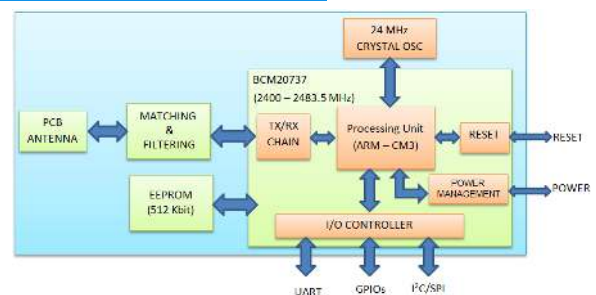 24 MHz
CRYSTAL OSC
BCM20737
(2400 – 2483.5 MHz)
PCB
ANTENNA
MATCHING
&
FILTERING
TX/RX
CHAIN
Processing Unit
(ARM – CM3)
RESET
RESET
EEPROM
(512 Kbit)
POWER
MANAGEMENT
POWER
I/O CONTROLLER
UART
GPIOs
I²C/SPI